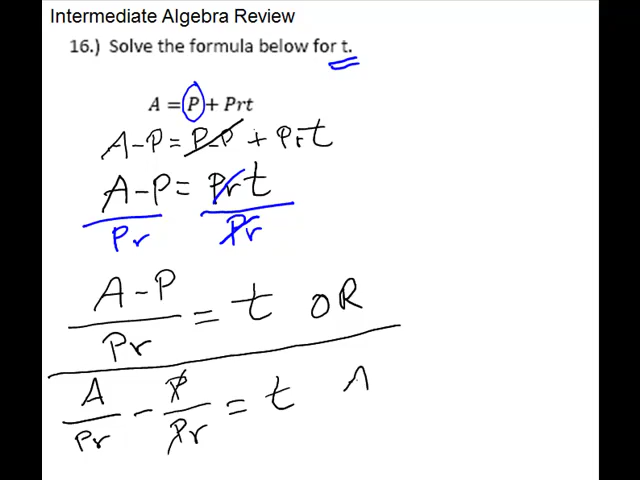 Intermediate Algebra Review
16.) Solve the formula below for t.
A = P + Prt
A-P = P-P + Prt
A-P = Prt
Pr Pr
A-P
= t OR
Pr
A P
- = t A
Pr Pr